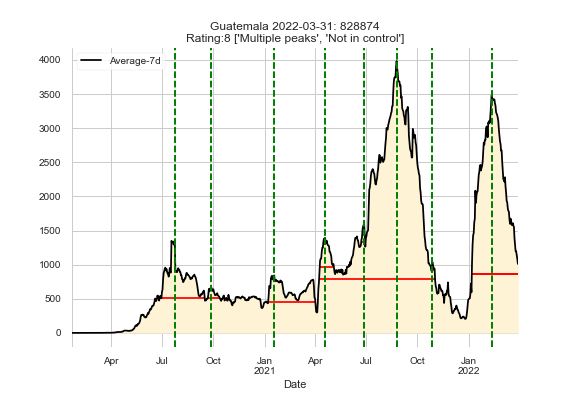 Guatemala 2022-03-31: 828874
Rating:8 ['Multiple peaks', 'Not in control']
Average-7d
4000
3500
3000
2500
2000
1500
1000
500
0
Apr
Jul
Oct
Jan
2021
Apr
Jul
Oct
Jan
2022
Date